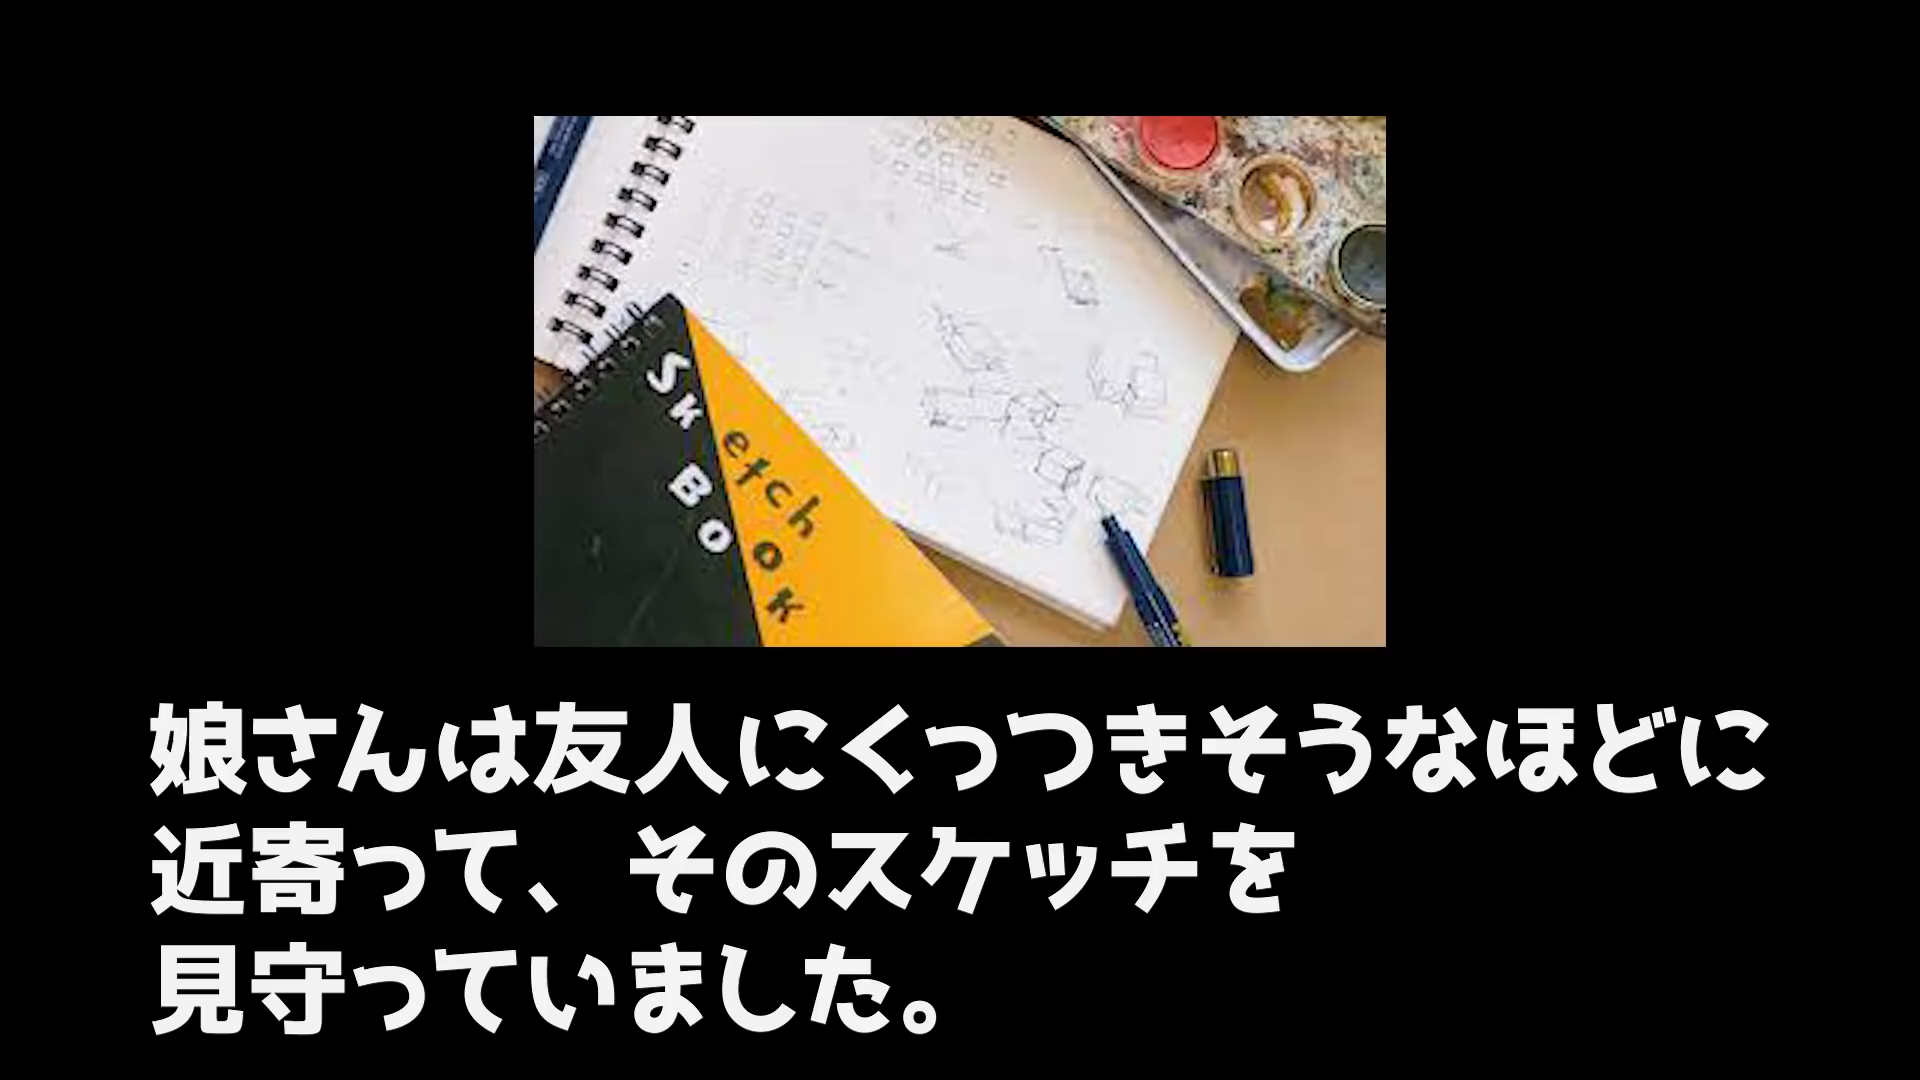 Sketch
BooK
娘さんは友人にくっつきそうなほどに
近寄って、そのスケッチを
見守っていました。